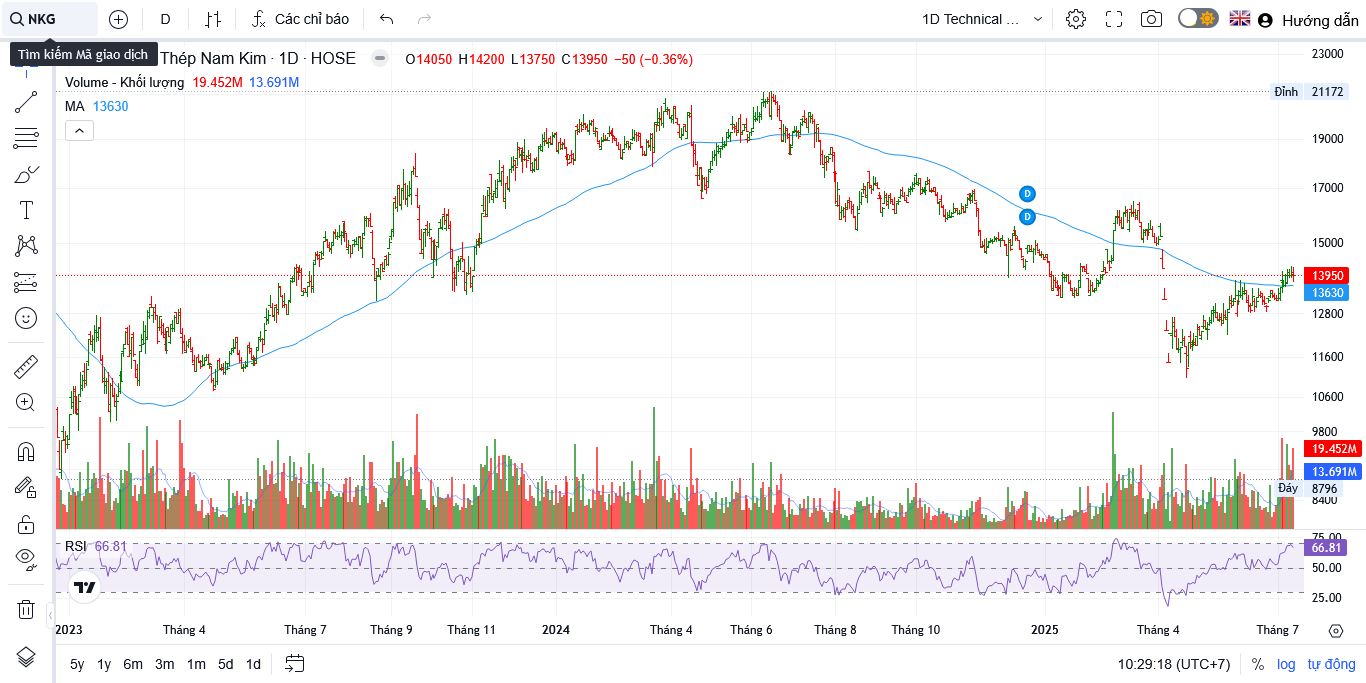 NKG D Các chỉ báo 1D Technical ... Hướng dẫn
Tìm kiếm Mã giao dịch
Thép Nam Kim · 1D · HOSE O14050 H14200 L13750 C13950 −50 (−0.36%)
Volume - Khối lượng 19.452M 13.691M
MA 13630
23000
Đỉnh 21172
19000
17000
D
D
15000
13950
13630
12800
11600
10600
9800
19.452M
13.691M
Đáy 8796
8400
RSI 66.81
75.00
66.81
50.00
25.00
2023 Tháng 4 Tháng 7 Tháng 9 Tháng 11 2024 Tháng 4 Tháng 6 Tháng 8 Tháng 10 2025 Tháng 4 Tháng 7
5y 1y 6m 3m 1m 5d 1d 10:29:18 (UTC+7) % log tự động